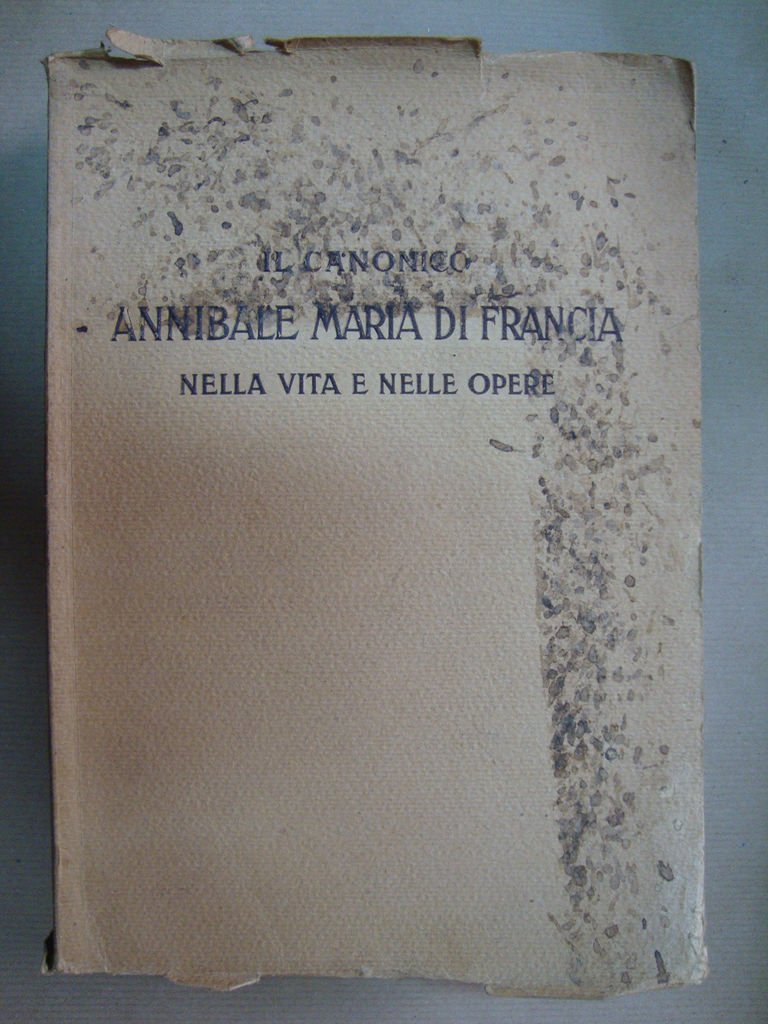 IL CANONICO
ANNIBALE MARIA DI FRANCIA
NELLA VITA E NELLE OPERE